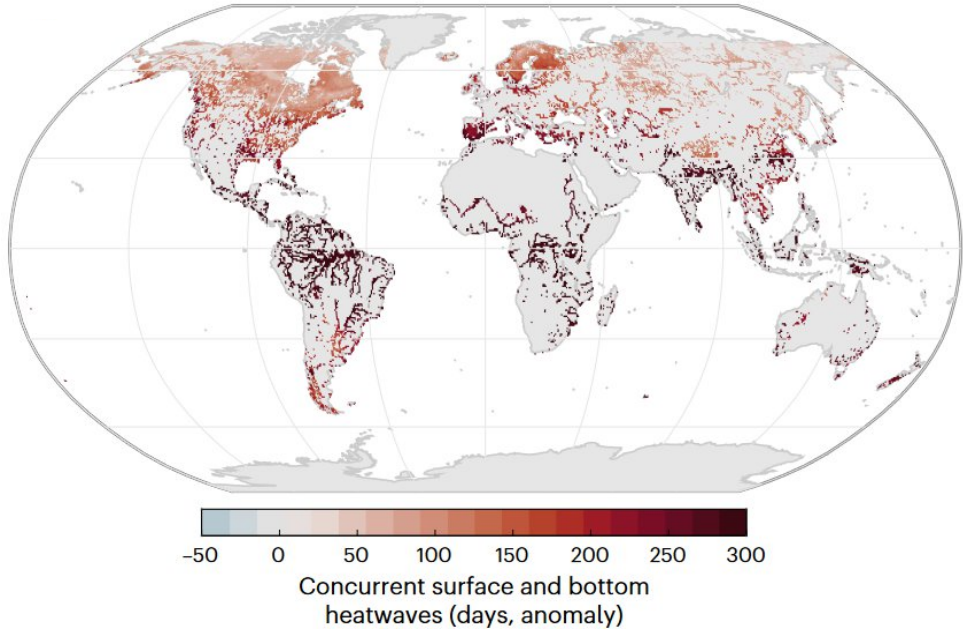 –50 0 50 100 150 200 250 300
Concurrent surface and bottom
heatwaves (days, anomaly)